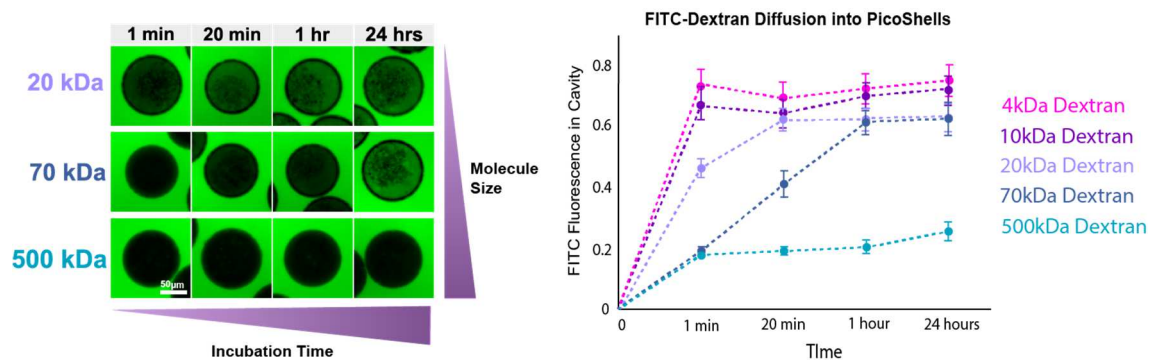 1 min 20 min 1 hr 24 hrs
20 kDa
70 kDa
500 kDa
50µm
Molecule
Size
Incubation Time
FITC-Dextran Diffusion into PicoShells
FITC Fluorescence in Cavity
0.8
0.6
0.4
0.2
0
0 1 min 20 min 1 hour 24 hours
TIme
4kDa Dextran
10kDa Dextran
20kDa Dextran
70kDa Dextran
500kDa Dextran